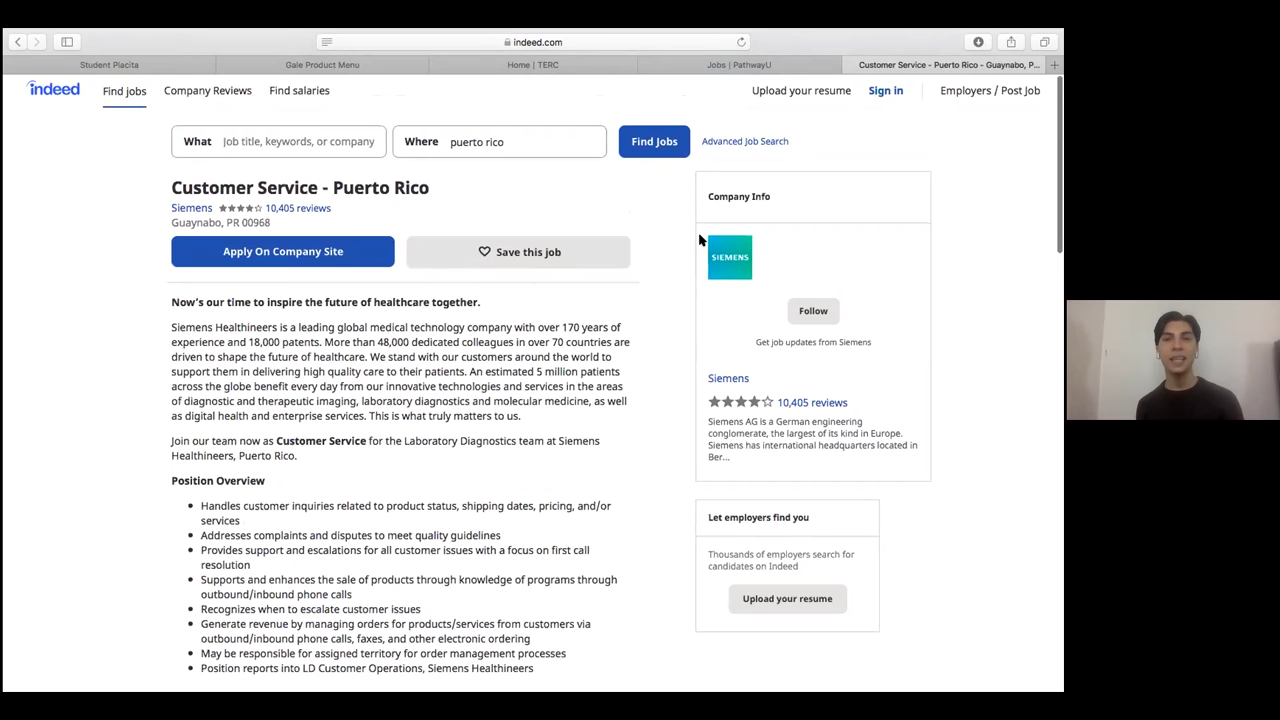 indeed.com
Student Placita
Gale Product Menu
Home | TERC
Jobs | PathwayU
Customer Service - Puerto Rico - Guaynabo, P...
indeed
Find jobs
Company Reviews
Find salaries
Upload your resume
Sign in
Employers / Post Job
What
Job title, keywords, or company
Where
puerto rico
Find Jobs
Advanced Job Search
Customer Service - Puerto Rico
Siemens
10,405 reviews
Guaynabo, PR 00968
Apply On Company Site
Save this job
Now's our time to inspire the future of healthcare together.
Siemens Healthineers is a leading global medical technology company with over 170 years of
experience and 18,000 patents. More than 48,000 dedicated colleagues in over 70 countries are
driven to shape the future of healthcare. We stand with our customers around the world to
support them in delivering high quality care to their patients. An estimated 5 million patients
across the globe benefit every day from our innovative technologies and services in the areas
of diagnostic and therapeutic imaging, laboratory diagnostics and molecular medicine, as well
as digital health and enterprise services. This is what truly matters to us.
Join our team now as Customer Service for the Laboratory Diagnostics team at Siemens
Healthineers, Puerto Rico.
Position Overview
Handles customer inquiries related to product status, shipping dates, pricing, and/or
services
Addresses complaints and disputes to meet quality guidelines
Provides support and escalations for all customer issues with a focus on first call
resolution
Supports and enhances the sale of products through knowledge of programs through
outbound/inbound phone calls
Recognizes when to escalate customer issues
Generate revenue by managing orders for products/services from customers via
outbound/inbound phone calls, faxes, and other electronic ordering
May be responsible for assigned territory for order management processes
Position reports into LD Customer Operations, Siemens Healthineers
Company Info
SIEMENS
Follow
Get job updates from Siemens
Siemens
10,405 reviews
Siemens AG is a German engineering
conglomerate, the largest of its kind in Europe.
Siemens has international headquarters located in
Ber...
Let employers find you
Thousands of employers search for
candidates on Indeed
Upload your resume